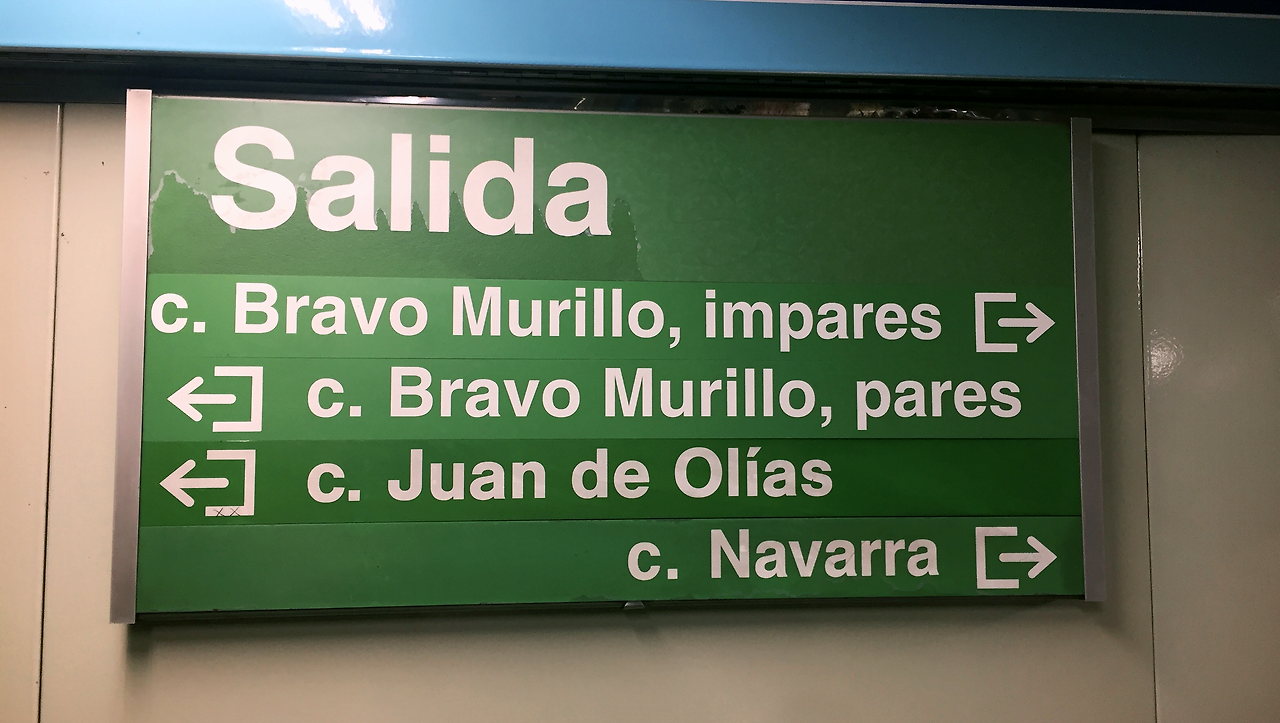 Salida
c. Bravo Murillo, impares
c. Bravo Murillo, pares
c. Juan de Olías
c. Navarra